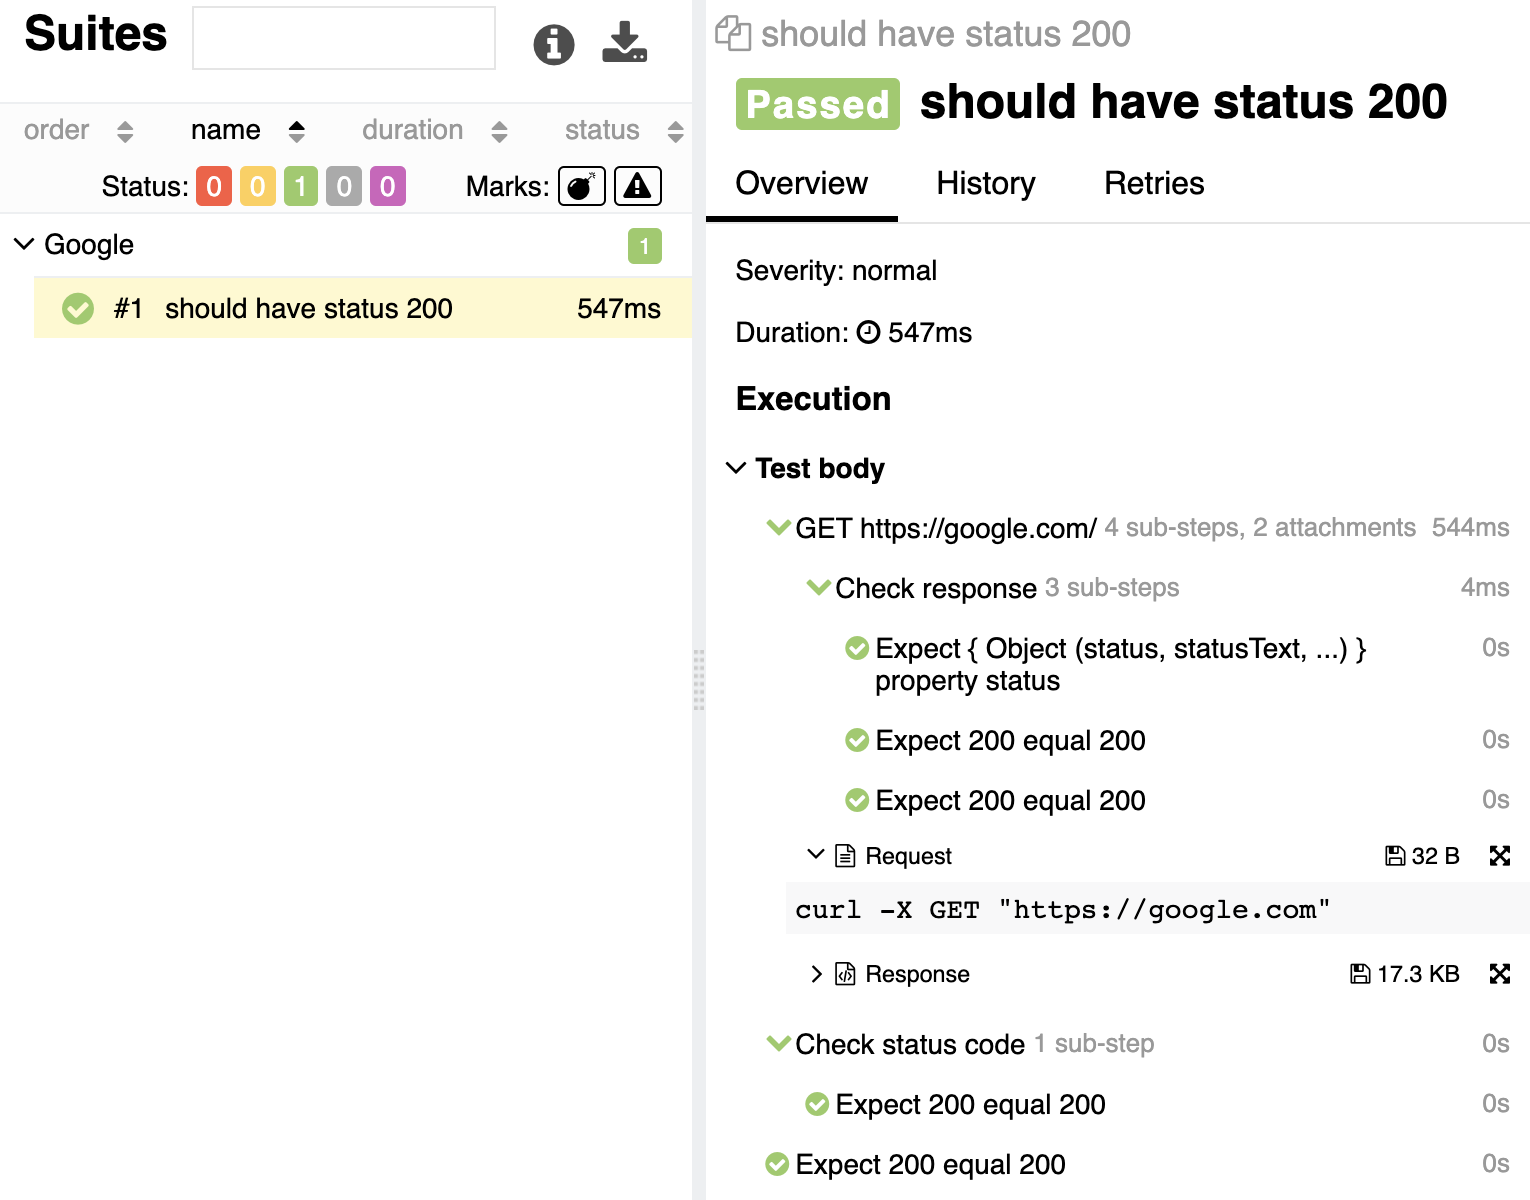 Suites
order name duration status
Status: 0 0 1 0 0 Marks:
Google 1
#1 should have status 200 547ms
should have status 200
Passed should have status 200
Overview History Retries
Severity: normal
Duration: 547ms
Execution
Test body
GET https://google.com/ 4 sub-steps, 2 attachments 544ms
Check response 3 sub-steps 4ms
Expect { Object (status, statusText, ...) } 0s
property status
Expect 200 equal 200 0s
Expect 200 equal 200 0s
Request 32 B
curl -X GET "https://google.com"
Response 17.3 KB
Check status code 1 sub-step 0s
Expect 200 equal 200 0s
Expect 200 equal 200 0s